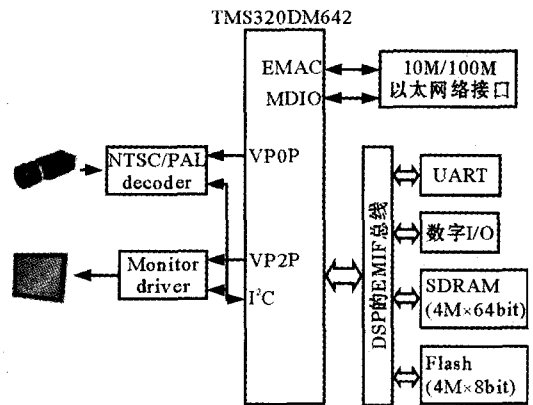 TMS320DM642
EMAC
MDIO
10M/100M
以太网络接口
NTSC/PAL
decoder
VP0P
UART
数字I/O
DSP的EMIF总线
Monitor
driver
VP2P
I²C
SDRAM
(4M×64bit)
Flash
(4M×8bit)